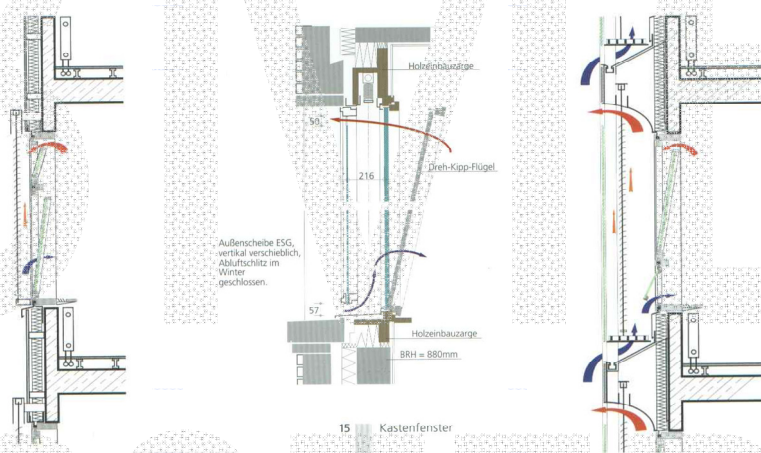 Holzeinbauzarge
50
Dreh-Kipp-Flügel
216
Außenscheibe ESG,
vertikal verschieblich,
Abluftschlitz im
Winter
geschlossen.
57
Holzeinbauzarge
BRH = 880mm
15 Kastenfenster